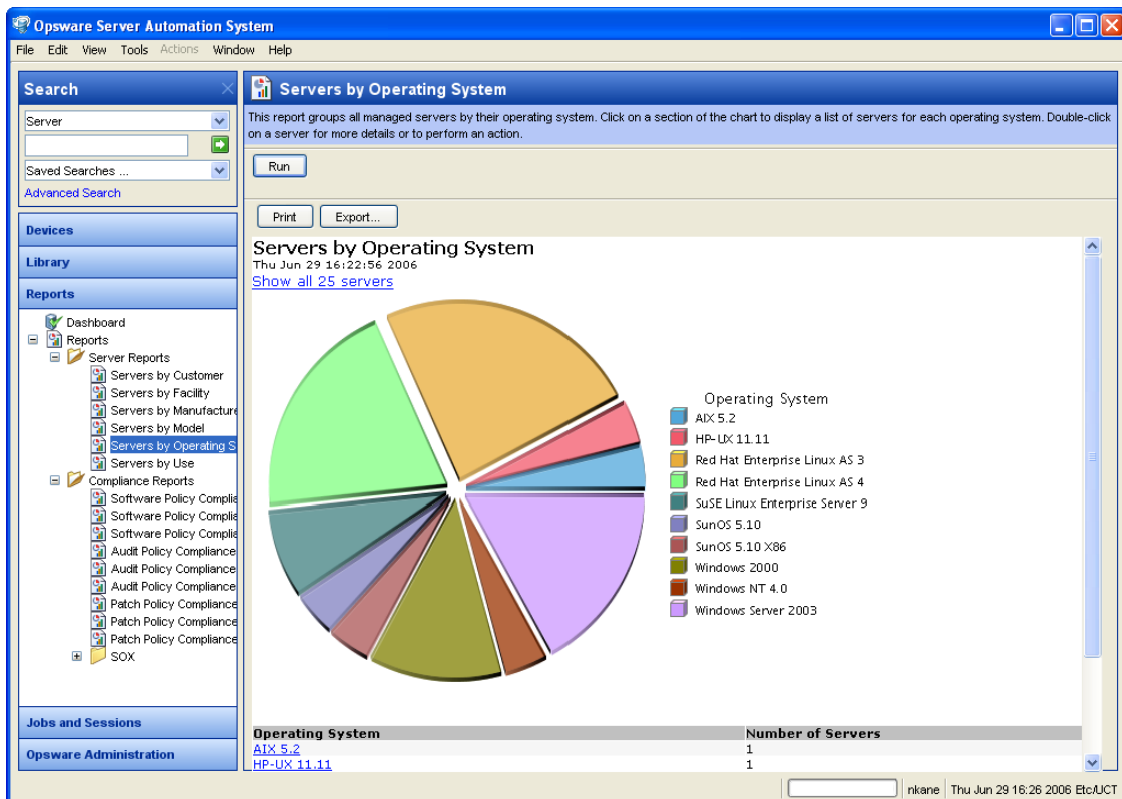 Opsware Server Automation System
File Edit View Tools Actions Window Help
Search
Server
Saved Searches ...
Advanced Search
Devices
Library
Reports
Dashboard
Reports
Server Reports
Servers by Customer
Servers by Facility
Servers by Manufacture
Servers by Model
Servers by Operating S
Servers by Use
Compliance Reports
Software Policy Complia
Software Policy Complia
Software Policy Complia
Audit Policy Compliance
Audit Policy Compliance
Audit Policy Compliance
Patch Policy Compliance
Patch Policy Compliance
Patch Policy Compliance
SOX
Jobs and Sessions
Opsware Administration
Servers by Operating System
This report groups all managed servers by their operating system. Click on a section of the chart to display a list of servers for each operating system. Double-click
on a server for more details or to perform an action.
Run
Print Export...
Servers by Operating System
Thu Jun 29 16:22:56 2006
Show all 25 servers
Operating System
AIX 5.2
HP-UX 11.11
Red Hat Enterprise Linux AS 3
Red Hat Enterprise Linux AS 4
SuSE Linux Enterprise Server 9
SunOS 5.10
SunOS 5.10 X86
Windows 2000
Windows NT 4.0
Windows Server 2003
Operating System Number of Servers
AIX 5.2 1
HP-UX 11.11 1
nkane Thu Jun 29 16:26 2006 Etc/UCT